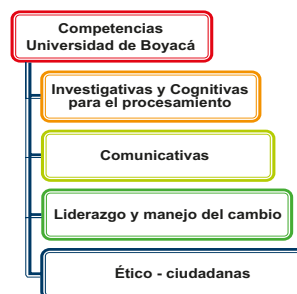 Competencias
Universidad de Boyacá
Investigativas y Cognitivas
para el procesamiento
Comunicativas
Liderazgo y manejo del cambio
Ético - ciudadanas